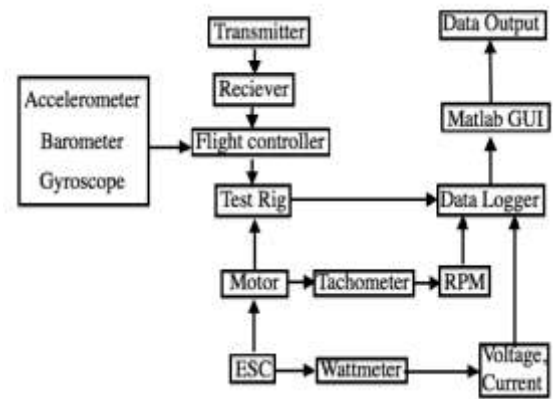 Transmitter
Data Output
Reciever
Accelerometer
Barometer
Gyroscope
Matlab GUI
Flight controller
Test Rig
Data Logger
Motor
Tachometer
RPM
ESC
Wattmeter
Voltage,
Current